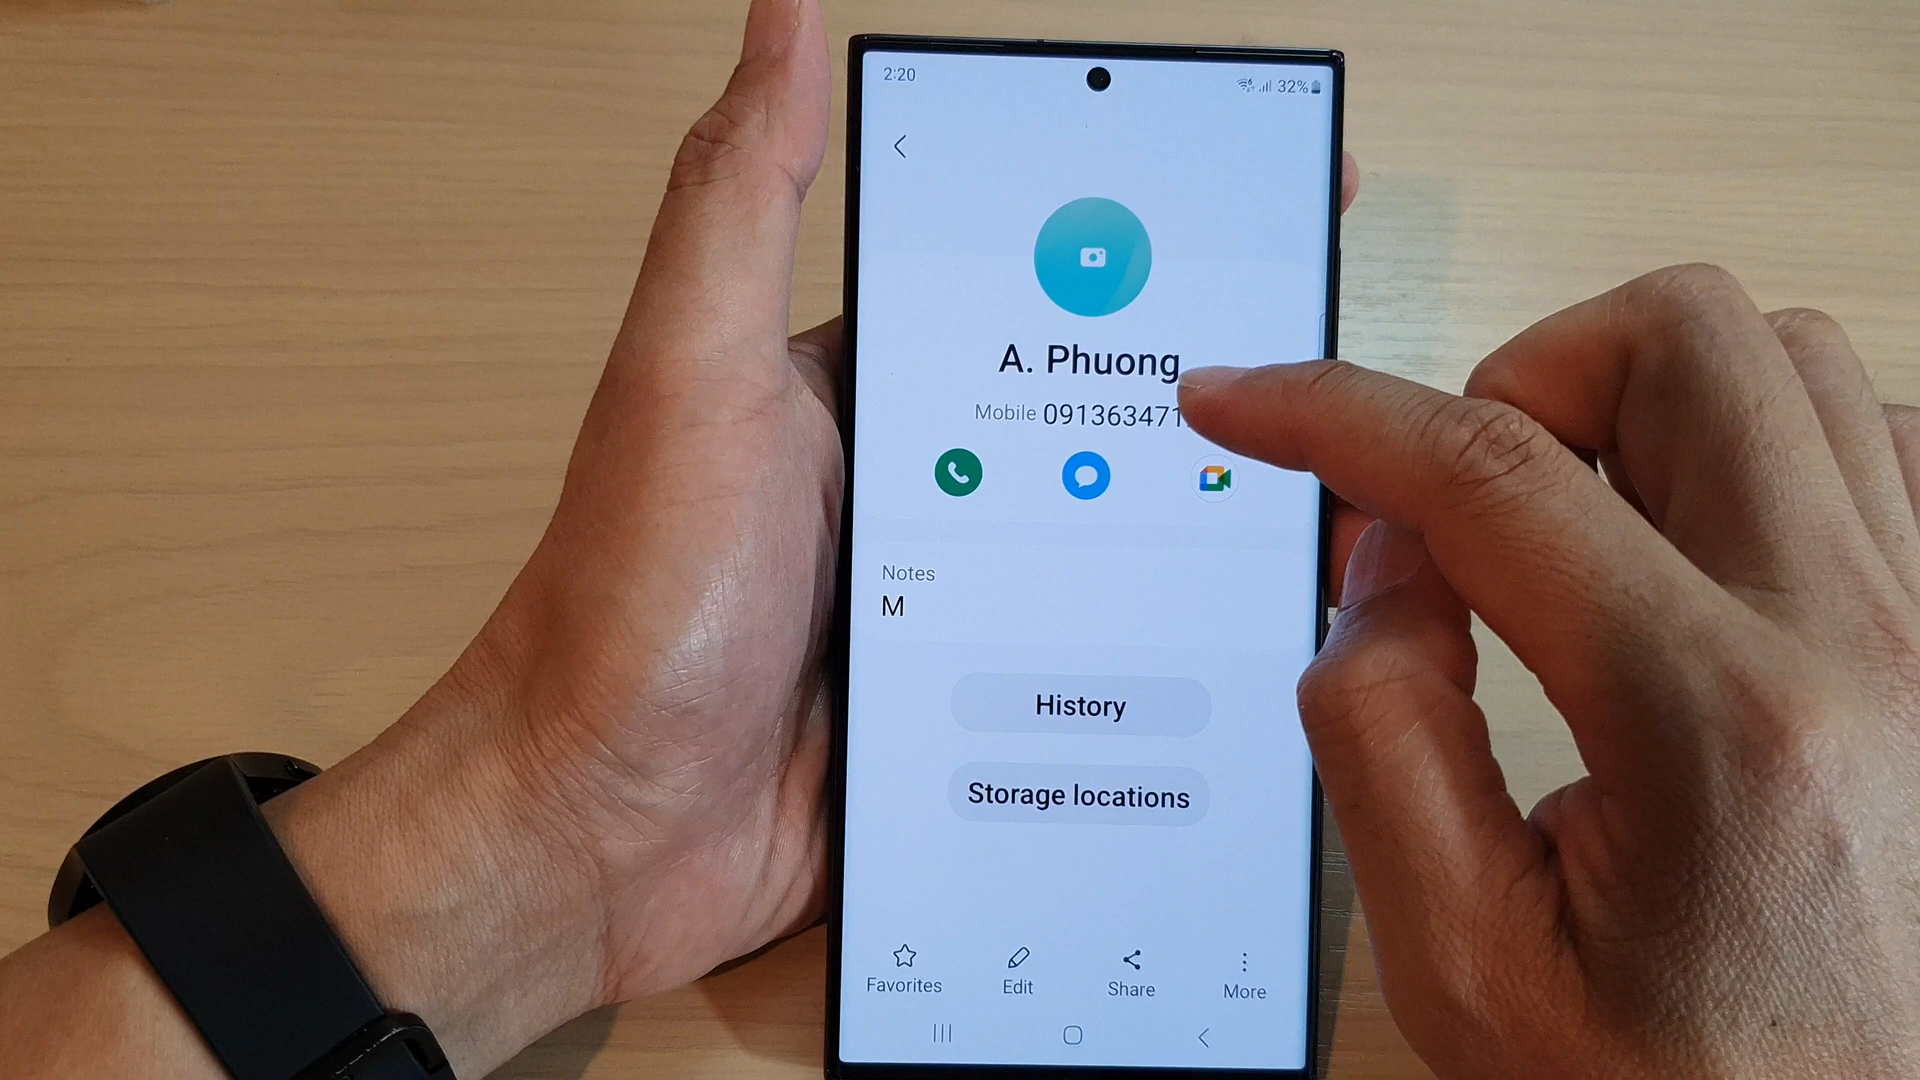 2:20
32%
A. Phuong
Mobile 091363471
Notes
M
History
Storage locations
Favorites
Edit
Share
More